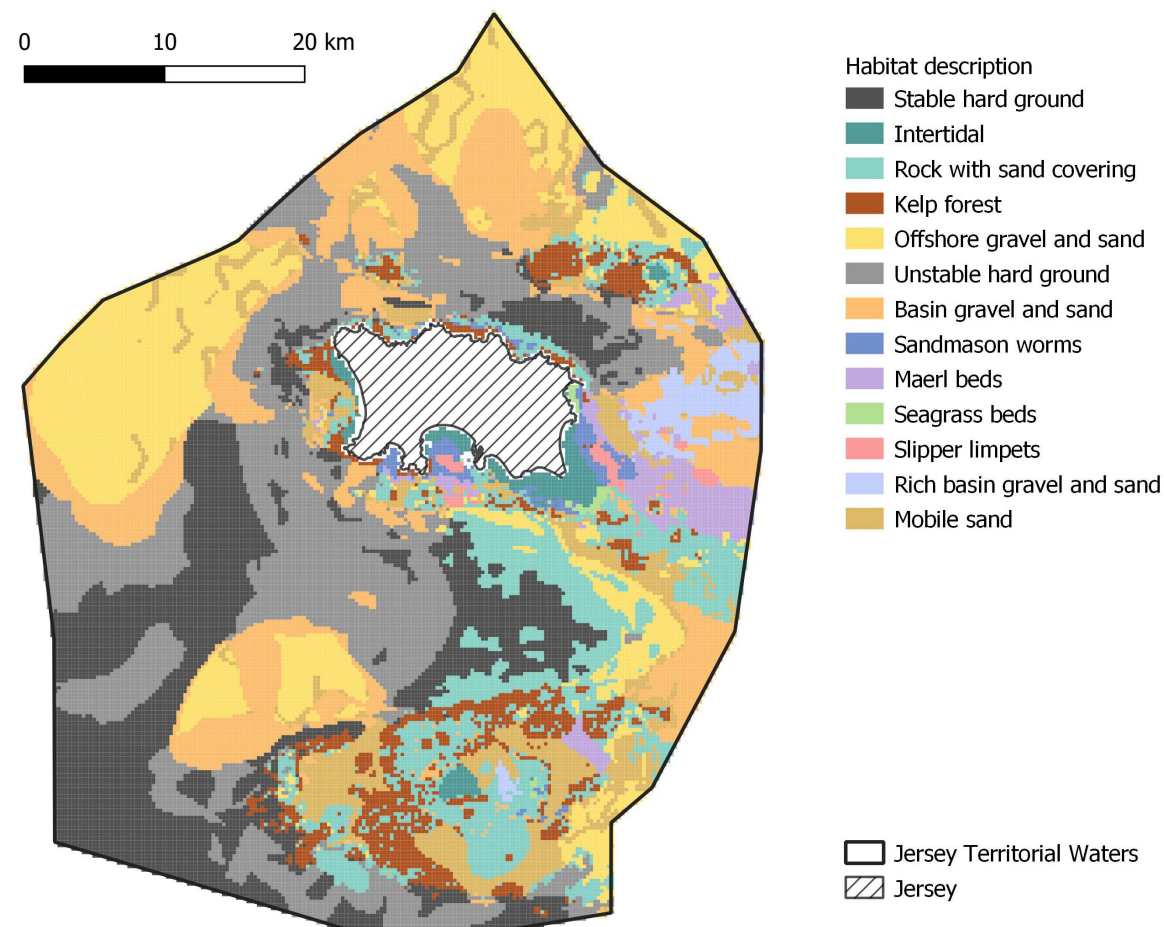 0 10 20 km
Habitat description
Stable hard ground
Intertidal
Rock with sand covering
Kelp forest
Offshore gravel and sand
Unstable hard ground
Basin gravel and sand
Sandmason worms
Maerl beds
Seagrass beds
Slipper limpets
Rich basin gravel and sand
Mobile sand
Jersey Territorial Waters
Jersey